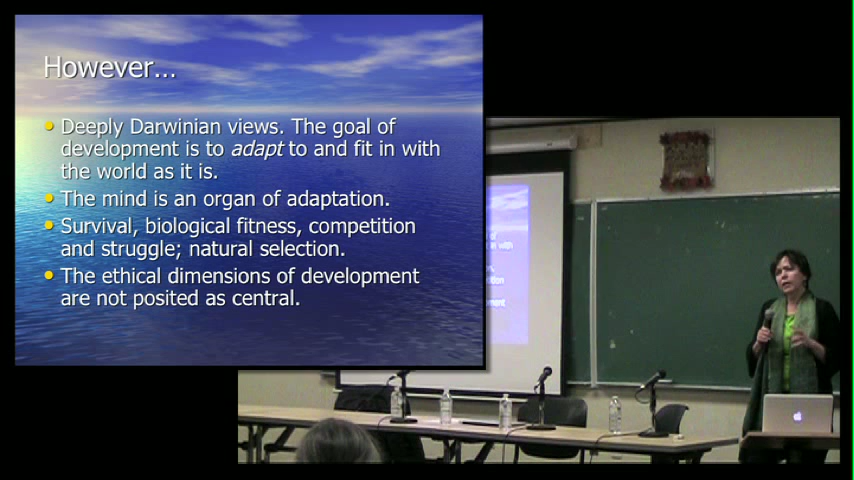 However...
• Deeply Darwinian views. The goal of
development is to adapt to and fit in with
the world as it is.
• The mind is an organ of adaptation.
• Survival, biological fitness, competition
and struggle; natural selection.
• The ethical dimensions of development
are not posited as central.